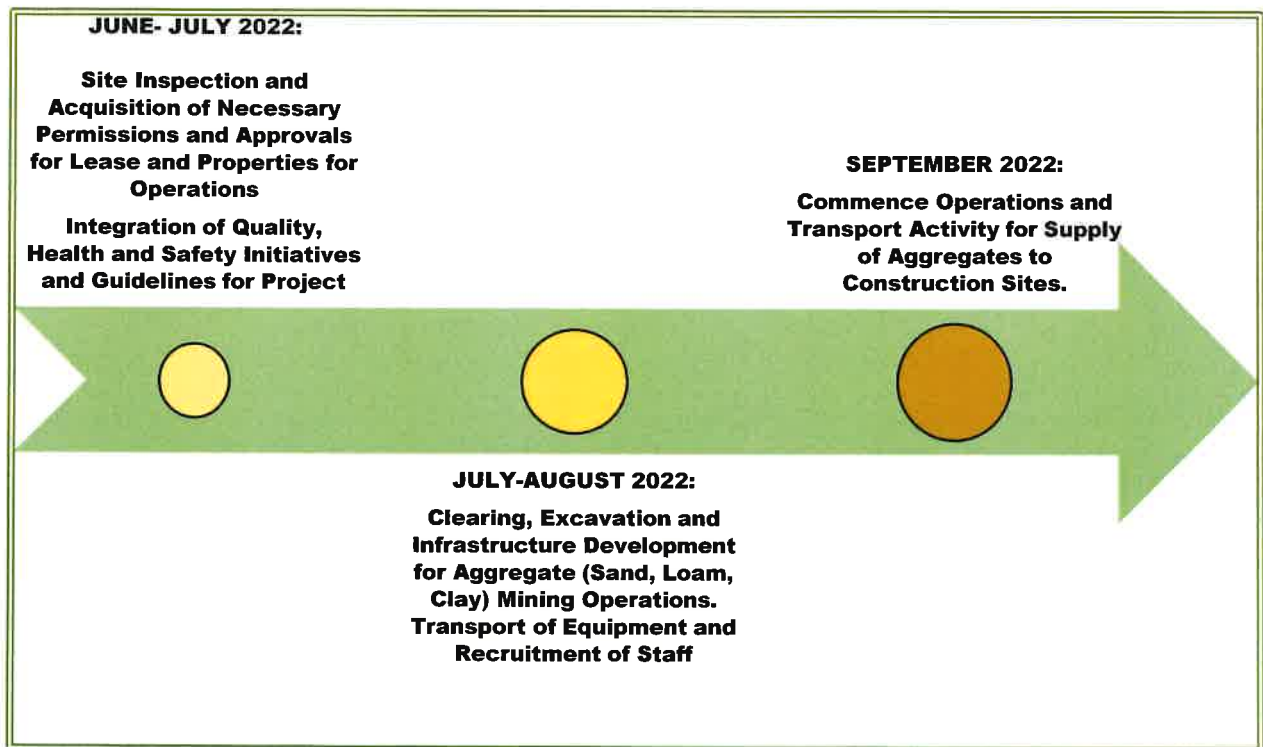 JUNE- JULY 2022:
Site Inspection and
Acquisition of Necessary
Permissions and Approvals
for Lease and Properties for
Operations
Integration of Quality,
Health and Safety Initiatives
and Guidelines for Project
SEPTEMBER 2022:
Commence Operations and
Transport Activity for Supply
of Aggregates to
Construction Sites.
JULY-AUGUST 2022:
Clearing, Excavation and
Infrastructure Development
for Aggregate (Sand, Loam,
Clay) Mining Operations.
Transport of Equipment and
Recruitment of Staff